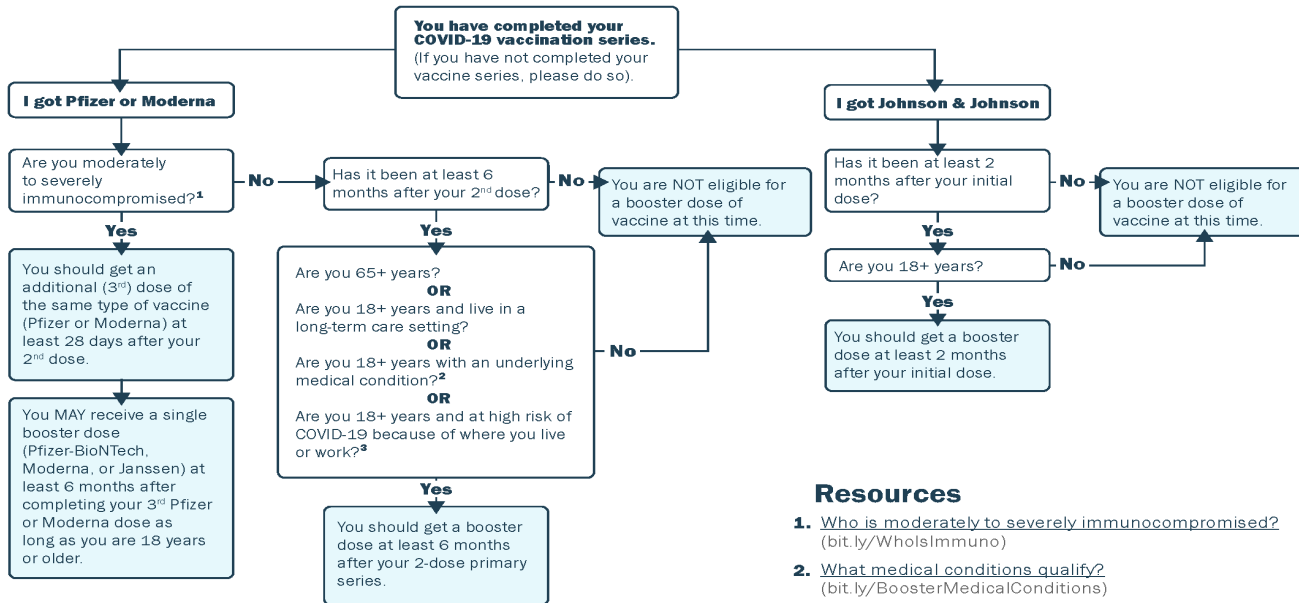 You have completed your
COVID-19 vaccination series.
(If you have not completed your
vaccine series, please do so).
I got Pfizer or Moderna
Are you moderately
to severely
immunocompromised?1
No
Has it been at least 6
months after your 2nd dose?
No
You are NOT eligible for
a booster dose of
vaccine at this time.
Yes
You should get an
additional (3rd) dose of
the same type of vaccine
(Pfizer or Moderna) at
least 28 days after your
2nd dose.
You MAY receive a single
booster dose
(Pfizer-BioNTech,
Moderna, or Janssen) at
least 6 months after
completing your 3rd Pfizer
or Moderna dose as
long as you are 18 years
or older.
Yes
Are you 65+ years?
OR
Are you 18+ years and live in a
long-term care setting?
OR
Are you 18+ years with an underlying
medical condition?2
OR
Are you 18+ years and at high risk of
COVID-19 because of where you live
or work?3
No
Yes
You should get a booster
dose at least 6 months
after your 2-dose primary
series.
I got Johnson & Johnson
Has it been at least 2
months after your initial
dose?
No
You are NOT eligible for
a booster dose of
vaccine at this time.
Yes
Are you 18+ years?
No
Yes
You should get a booster
dose at least 2 months
after your initial dose.
Resources
1. Who is moderately to severely immunocompromised?
(bit.ly/WhoIsImmuno)
2. What medical conditions qualify?
(bit.ly/BoosterMedicalConditions)